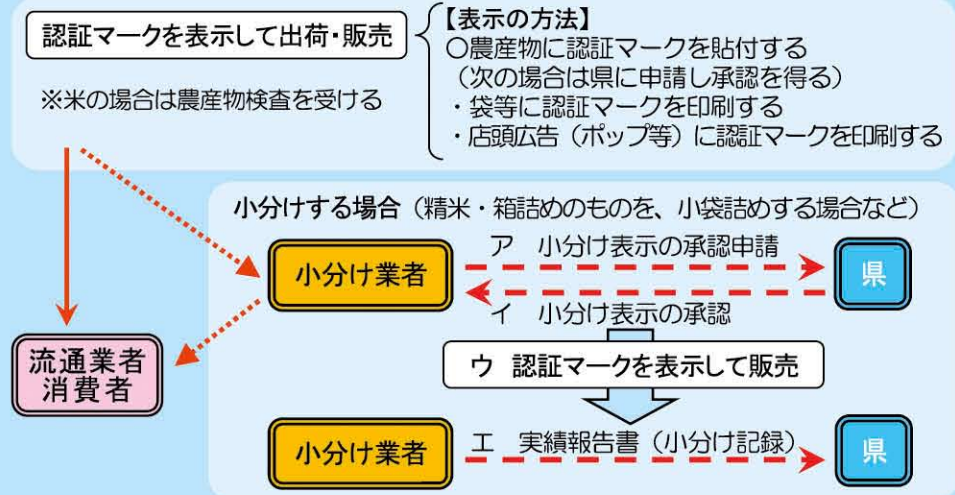 認証マークを表示して出荷・販売
※米の場合は農産物検査を受ける
【表示の方法】
○農産物に認証マークを貼付する
(次の場合は県に申請し承認を得る)
・袋等に認証マークを印刷する
・店頭広告(ポップ等)に認証マークを印刷する
小分けする場合(精米・箱詰めのものを、小袋詰めする場合など)
小分け業者
ア 小分け表示の承認申請
県
イ 小分け表示の承認
流通業者
消費者
ウ 認証マークを表示して販売
小分け業者
エ 実績報告書(小分け記録)
県